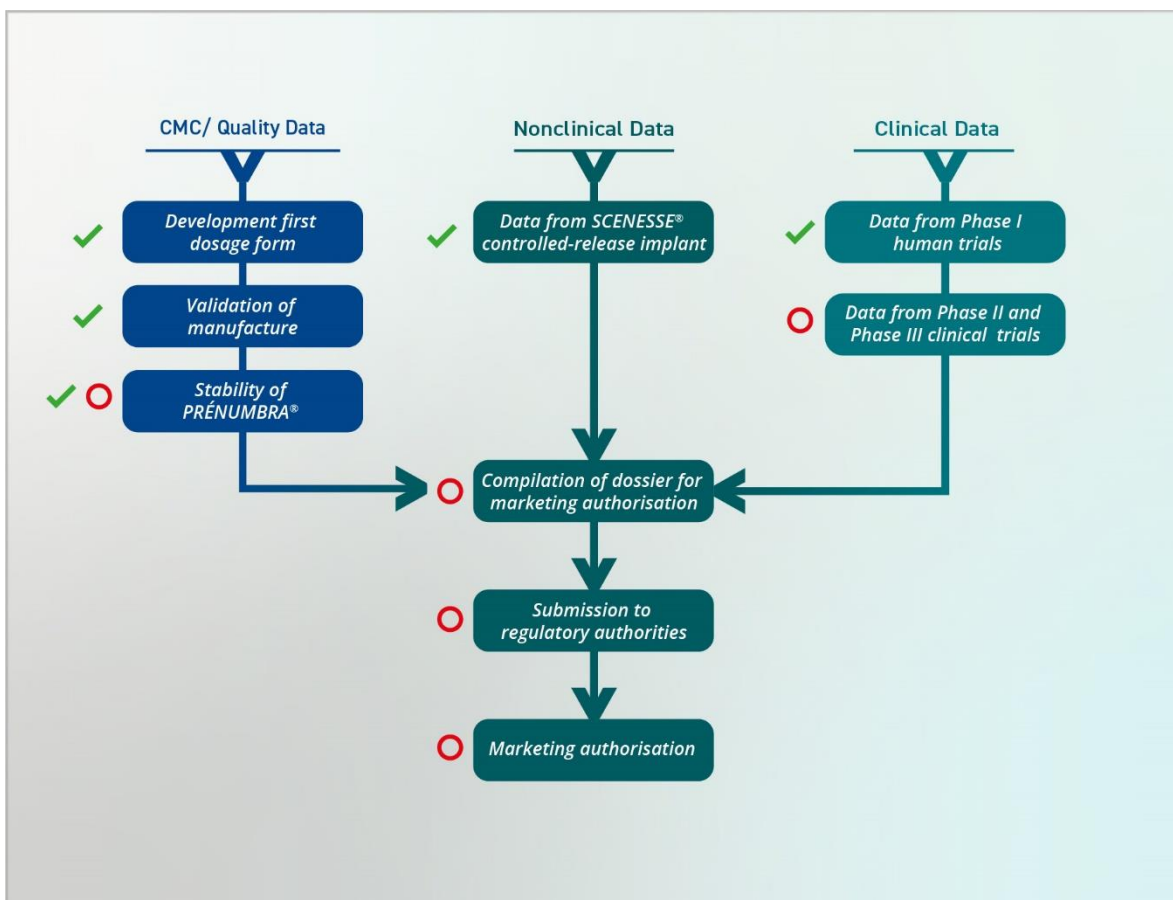 CMC/ Quality Data
Development first
dosage form
Validation of
manufacture
Stability of
PRÉNUMBRA®
Nonclinical Data
Data from SCENESSE®
controlled-release implant
Clinical Data
Data from Phase I
human trials
Data from Phase II and
Phase III clinical trials
Compilation of dossier for
marketing authorisation
Submission to
regulatory authorities
Marketing authorisation